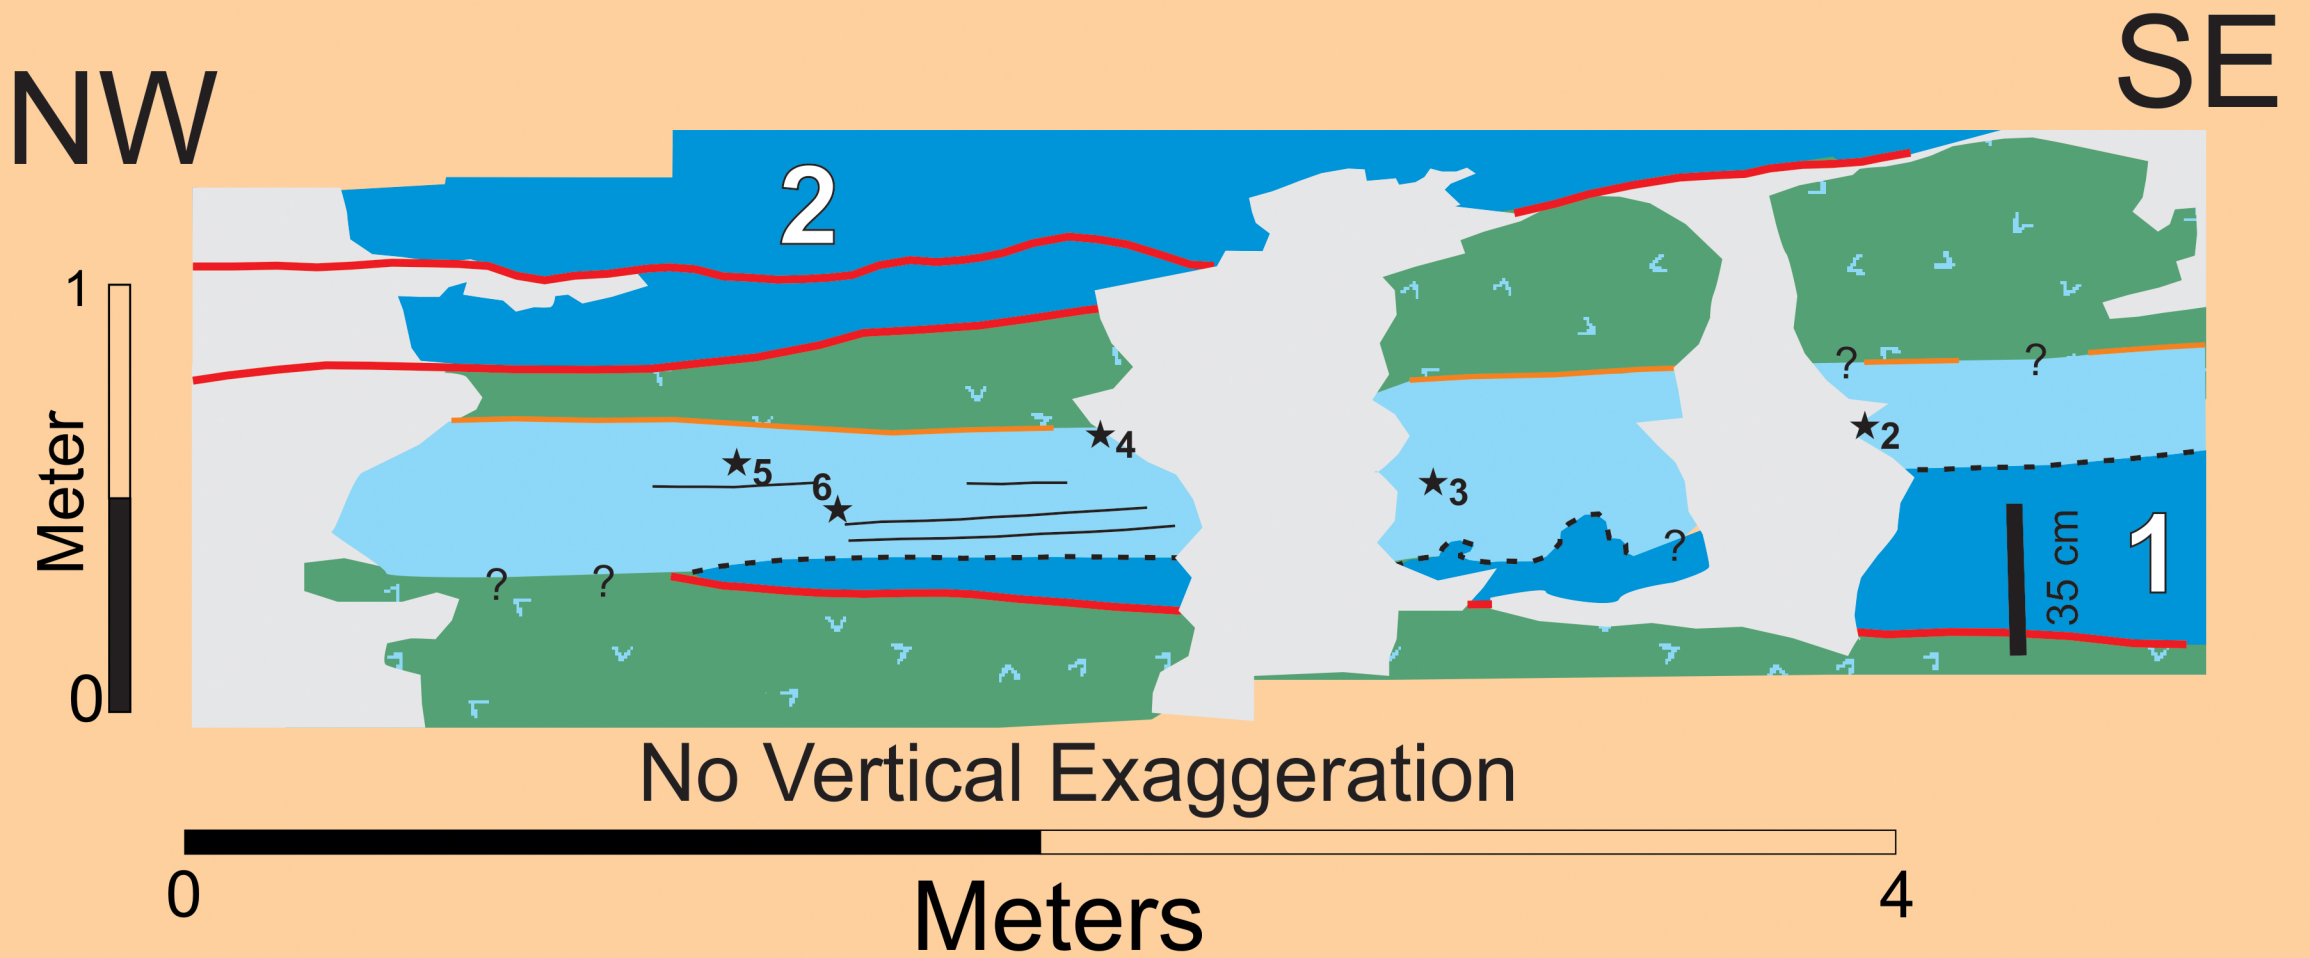 NW
SE
2
1
Meter
0
?
?
★2
★4
★5
6
★
★3
?
?
?
1
35 cm
No Vertical Exaggeration
0
4
Meters